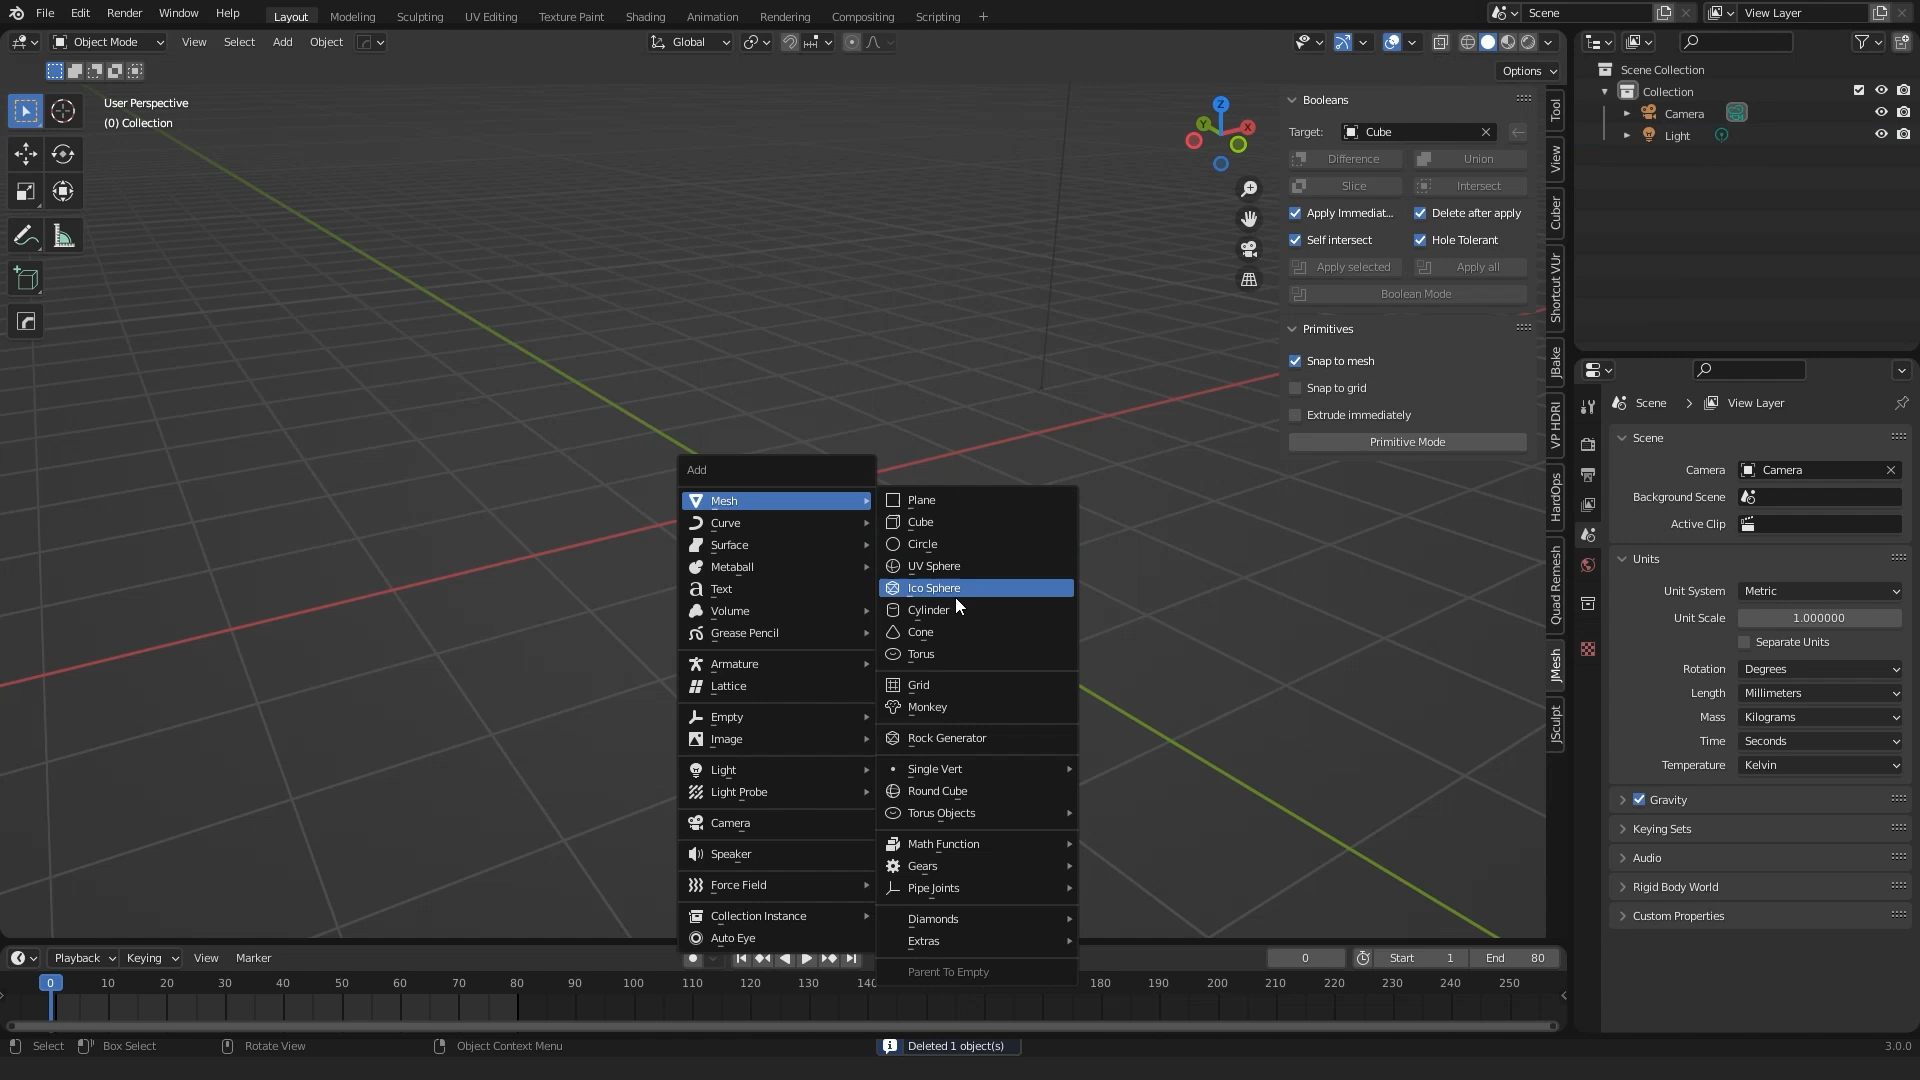 File Edit Render Window Help Layout Modeling Sculpting UV Editing Texture Paint Shading Animation Rendering Compositing Scripting + Scene View Layer
Object Mode View Select Add Object Global
Options
User Perspective
(0) Collection
Z
X
Y
Booleans
Target: Cube
Difference Union
Slice Intersect
Apply Immediat... Delete after apply
Self intersect Hole Tolerant
Apply selected Apply all
Boolean Mode
Primitives
Snap to mesh
Snap to grid
Extrude immediately
Primitive Mode
Tool
View
Cuber
Shortcut VUr
JBake
VP HDRI
HardOps
Quad Remesh
JMesh
JSculpt
Scene Collection
Collection
Camera
Light
Scene View Layer
Scene
Camera Camera
Background Scene
Active Clip
Units
Unit System Metric
Unit Scale 1.000000
Separate Units
Rotation Degrees
Length Millimeters
Mass Kilograms
Time Seconds
Temperature Kelvin
Gravity
Keying Sets
Audio
Rigid Body World
Custom Properties
Add
Mesh
Curve
Surface
Metaball
Text
Volume
Grease Pencil
Armature
Lattice
Empty
Image
Light
Light Probe
Camera
Speaker
Force Field
Collection Instance
Auto Eye
Plane
Cube
Circle
UV Sphere
Ico Sphere
Cylinder
Cone
Torus
Grid
Monkey
Rock Generator
Single Vert
Round Cube
Torus Objects
Math Function
Gears
Pipe Joints
Diamonds
Extras
Parent To Empty
Playback Keying View Marker 0 Start 1 End 80
0 10 20 30 40 50 60 70 80 90 100 110 120 130 140 180 190 200 210 220 230 240 250
Select Box Select Rotate View Object Context Menu Deleted 1 object(s) 3.0.0